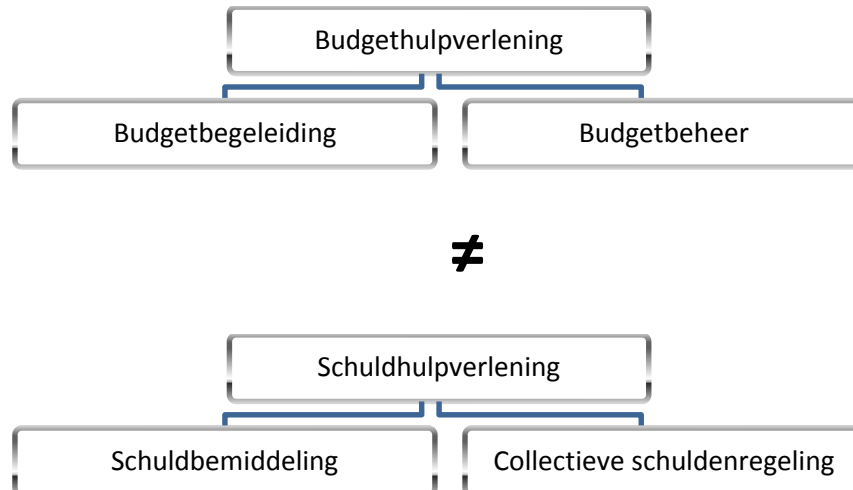 Budgethulpverlening
Budgetbegeleiding
Budgetbeheer
≠
Schuldhulpverlening
Schuldbemiddeling
Collectieve schuldenregeling